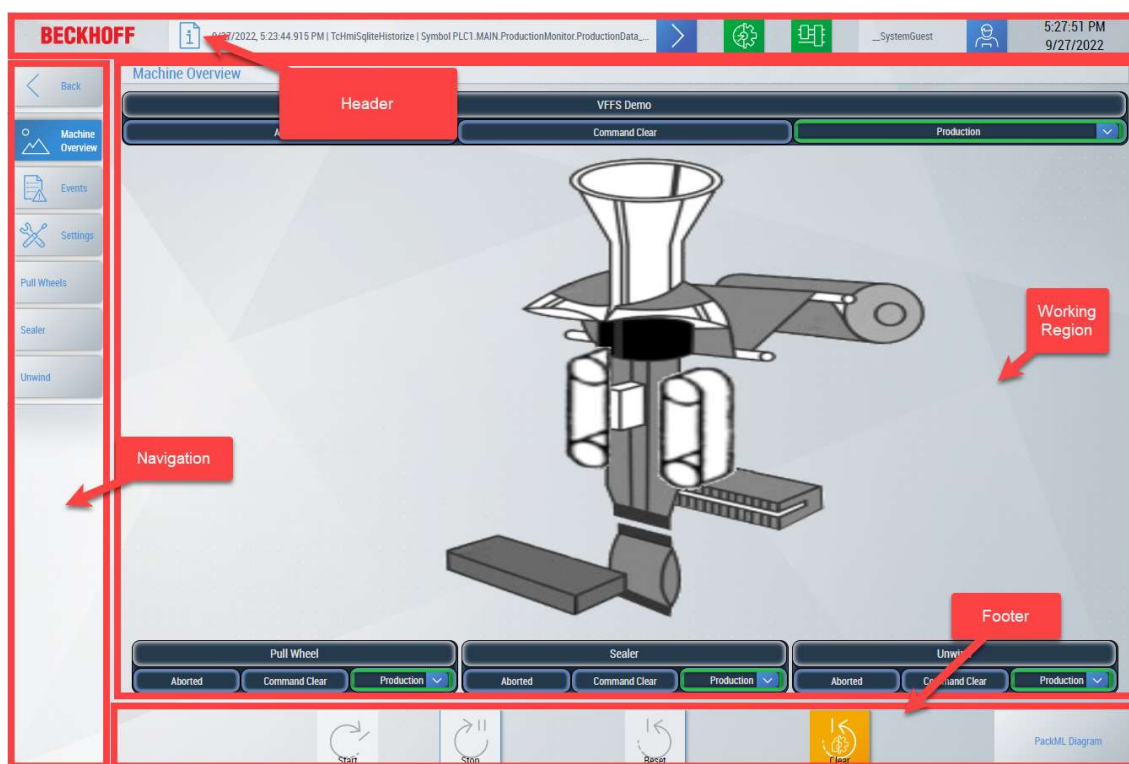 BECKHOFF
9/27/2022, 5:23:44.915 PM | TcHmiSqliteHistorize | Symbol PLC1.MAIN.ProductionMonitor.ProductionData_...
__SystemGuest
5:27:51 PM
9/27/2022
Back
Machine Overview
Header
VFFS Demo
Command Clear
Production
Machine
Overview
Events
Settings
Pull Wheels
Sealer
Unwind
Working
Region
Navigation
Footer
Pull Wheel
Sealer
Aborted
Command Clear
Production
Aborted
Command Clear
Production
Aborted
Production
Start
Stop
Reset
Clear
PackML Diagram